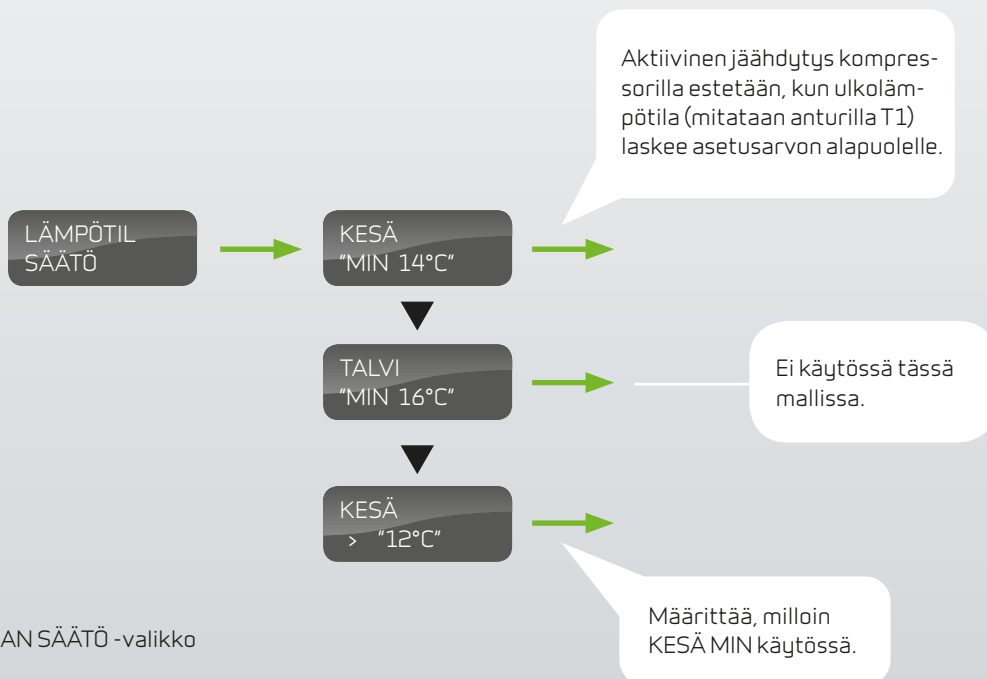 Aktiivinen jäähdytys kompres-
sorilla estetään, kun ulkoläm-
pötila (mitataan anturilla T1)
laskee asetusarvon alapuolelle.
LÄMPÖTIL
SÄÄTÖ
KESÄ
"MIN 14°C"
TALVI
"MIN 16°C"
Ei käytössä tässä
mallissa.
KESÄ
> "12°C"
Määrittää, milloin
KESÄ MIN käytössä.
AN SÄÄTÖ -valikko